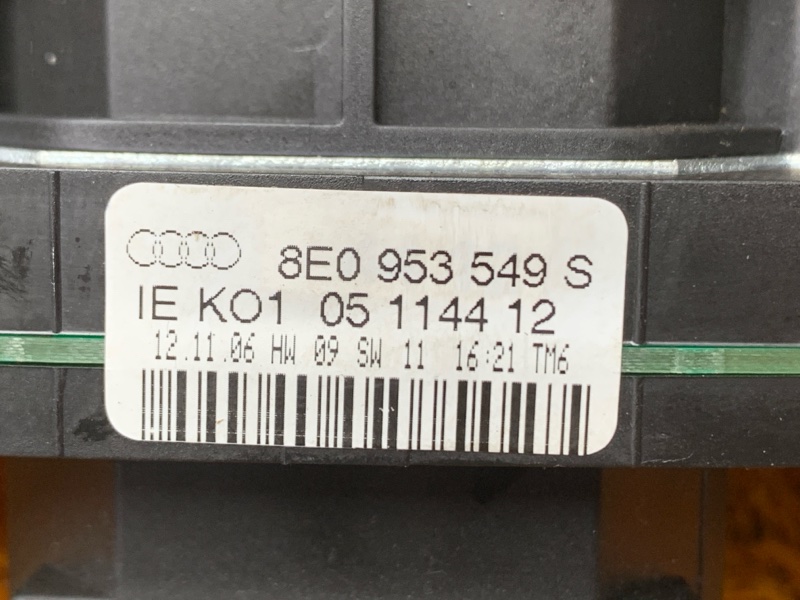 8E0 953 549 S
IE KO1 05 1144 12
12.11.06 HW 09 SW 11 16:21 TM6